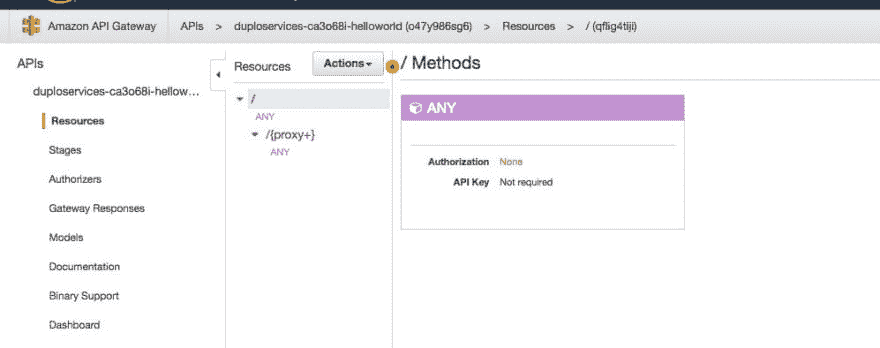 Amazon API Gateway APIs > duploservices-ca3o68i-helloworld (o47y986sg6) > Resources > / (qflig4tiji)
APIs
duploservices-ca3o68i-hellow...
Resources
Stages
Authorizers
Gateway Responses
Models
Documentation
Binary Support
Dashboard
Resources Actions
/
ANY
/{proxy+}
ANY
/ Methods
ANY
Authorization None
API Key Not required